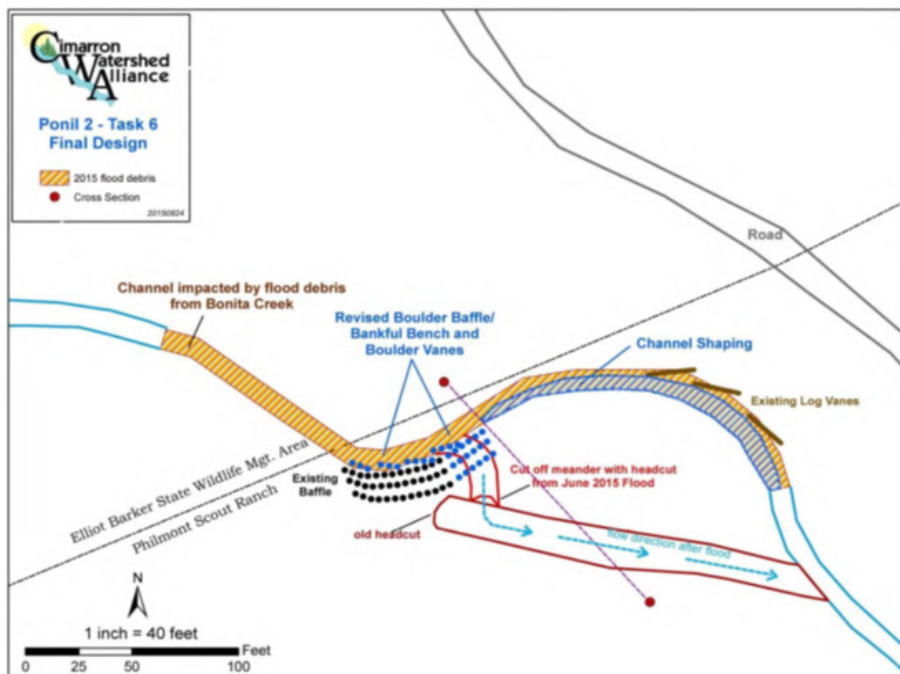 Cimarron
Watershed
Alliance
Ponil 2 - Task 6
Final Design
2015 flood debris
Cross Section
20150824
Road
Channel impacted by flood debris
from Bonita Creek
Revised Boulder Baffle/
Bankful Bench and
Boulder Vanes
Channel Shaping
Existing Log Vanes
Elliot Barker State Wildlife Mgt. Area
Philmont Scout Ranch
Existing
Baffle
Cut off meander with headcut
from June 2015 Flood
old headcut
flow direction after flood
N
1 inch = 40 feet
Feet
0 25 50 100